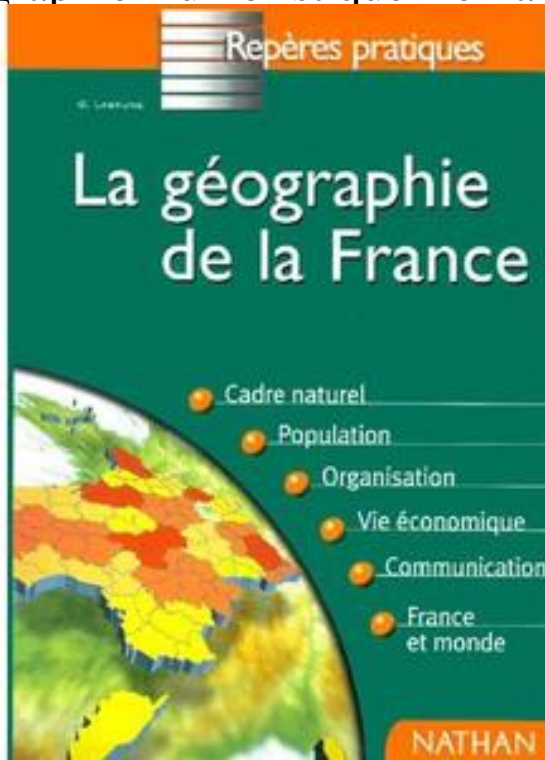 Repères pratiques
La géographie
de la France
Cadre naturel
Population
Organisation
Vie économique
Communication
France
et monde
NATHAN